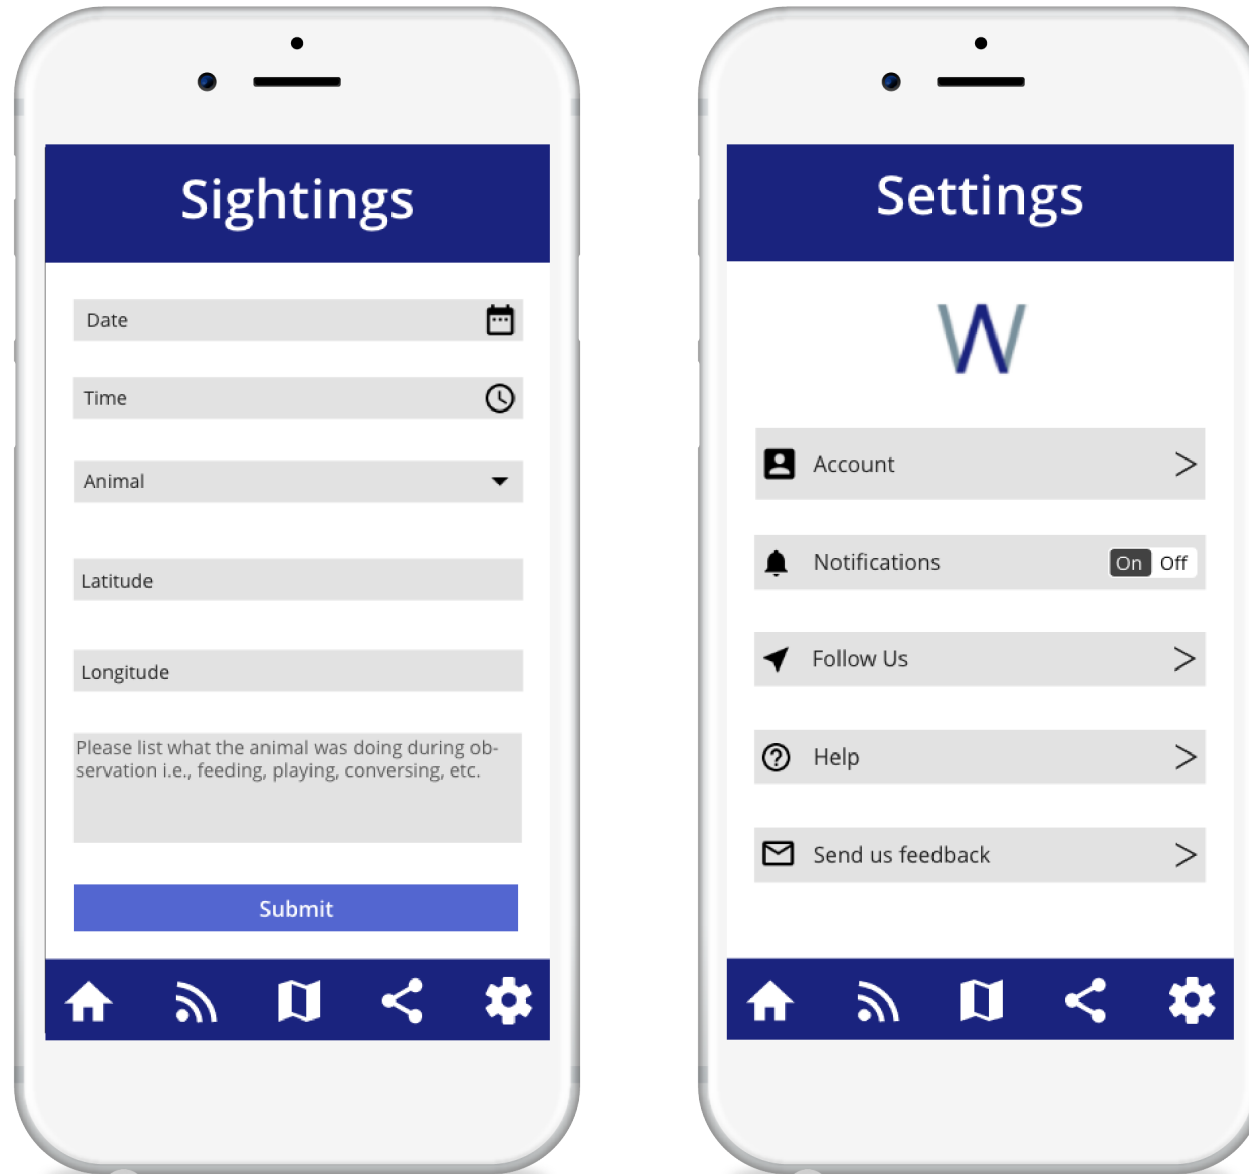 Sightings
Date
Time
Animal
Latitude
Longitude
Please list what the animal was doing during ob-
servation i.e., feeding, playing, conversing, etc.
Submit
Settings
W
Account >
Notifications On Off
Follow Us >
Help >
Send us feedback >